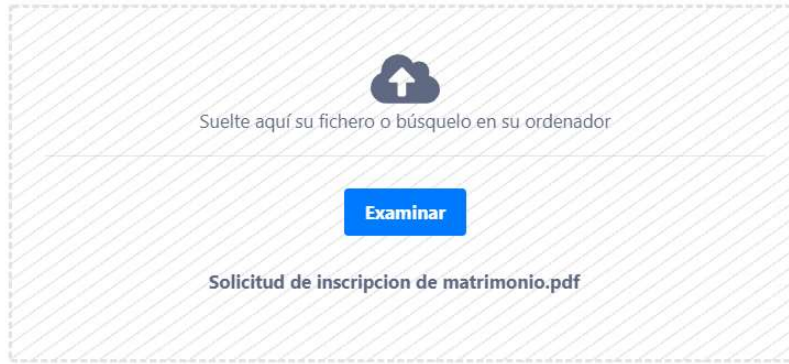 Suelte aquí su fichero o búsquelo en su ordenador
Examinar
Solicitud de inscripcion de matrimonio.pdf